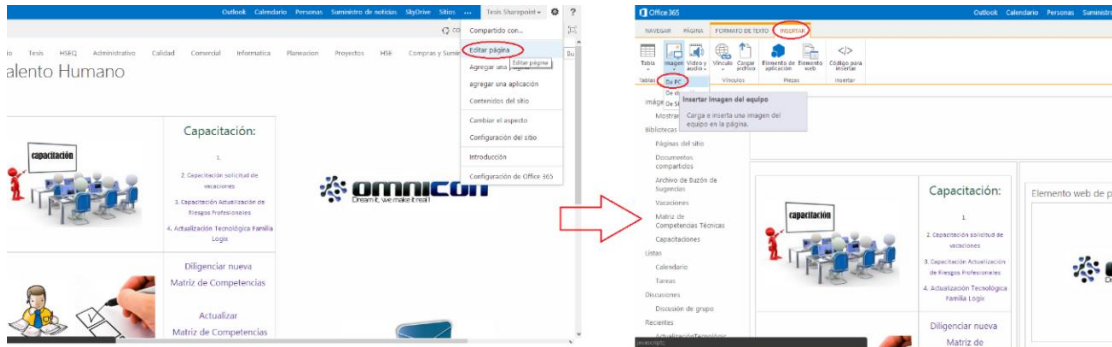 Outlook Calendario Personas Suministro de noticias SkyDrive Sitios ... Tesis Sharepoint ?
Compartido con...
Editar página
Editar página
agregar una aplicación
Contenidos del sitio
Cambiar el aspecto
Configuración del sitio
Introducción
Configuración de Office 365
Tesis HSEQ Administrativo Calidad Comercial Informatica Planeacion Proyectos HSE Compras y Sumin
alento Humano
capacitación
Capacitación:
1.
2. Capacitación solicitud de
vacaciones
3. Capacitación Actualización de
Riesgos Profesionales
4. Actualización Tecnológica Familia
Logix
OMNICON
Dream it, we make it real!
Diligenciar nueva
Matriz de Competencias
Actualizar
Matriz de Competencias
Office 365
Outlook Calendario Personas Suministro
NAVEGAR PÁGINA FORMATO DE TEXTO INSERTAR
Tabla Imagen Video y audio Vínculo Cargar archivo Elemento de aplicación Elemento web Código para insertar
Tablas Vínculos Piezas Insertar
De PC
Insertar imagen del equipo
Carga e inserta una imagen del
equipo en la página.
Bibliotecas
Páginas del sitio
Documentos
compartidos
Archivo de Buzón de
Sugerencias
Vacaciones
Matriz de
Competencias Técnicas
Capacitaciones
Listas
Calendario
Tareas
Discusiones
Discusión de grupo
Recientes
capacitación
Capacitación:
1.
2. Capacitación solicitud de
vacaciones
3. Capacitación Actualización
de Riesgos Profesionales
4. Actualización Tecnológica
Familia Logix
Diligenciar nueva
Matriz de
Elemento web de p